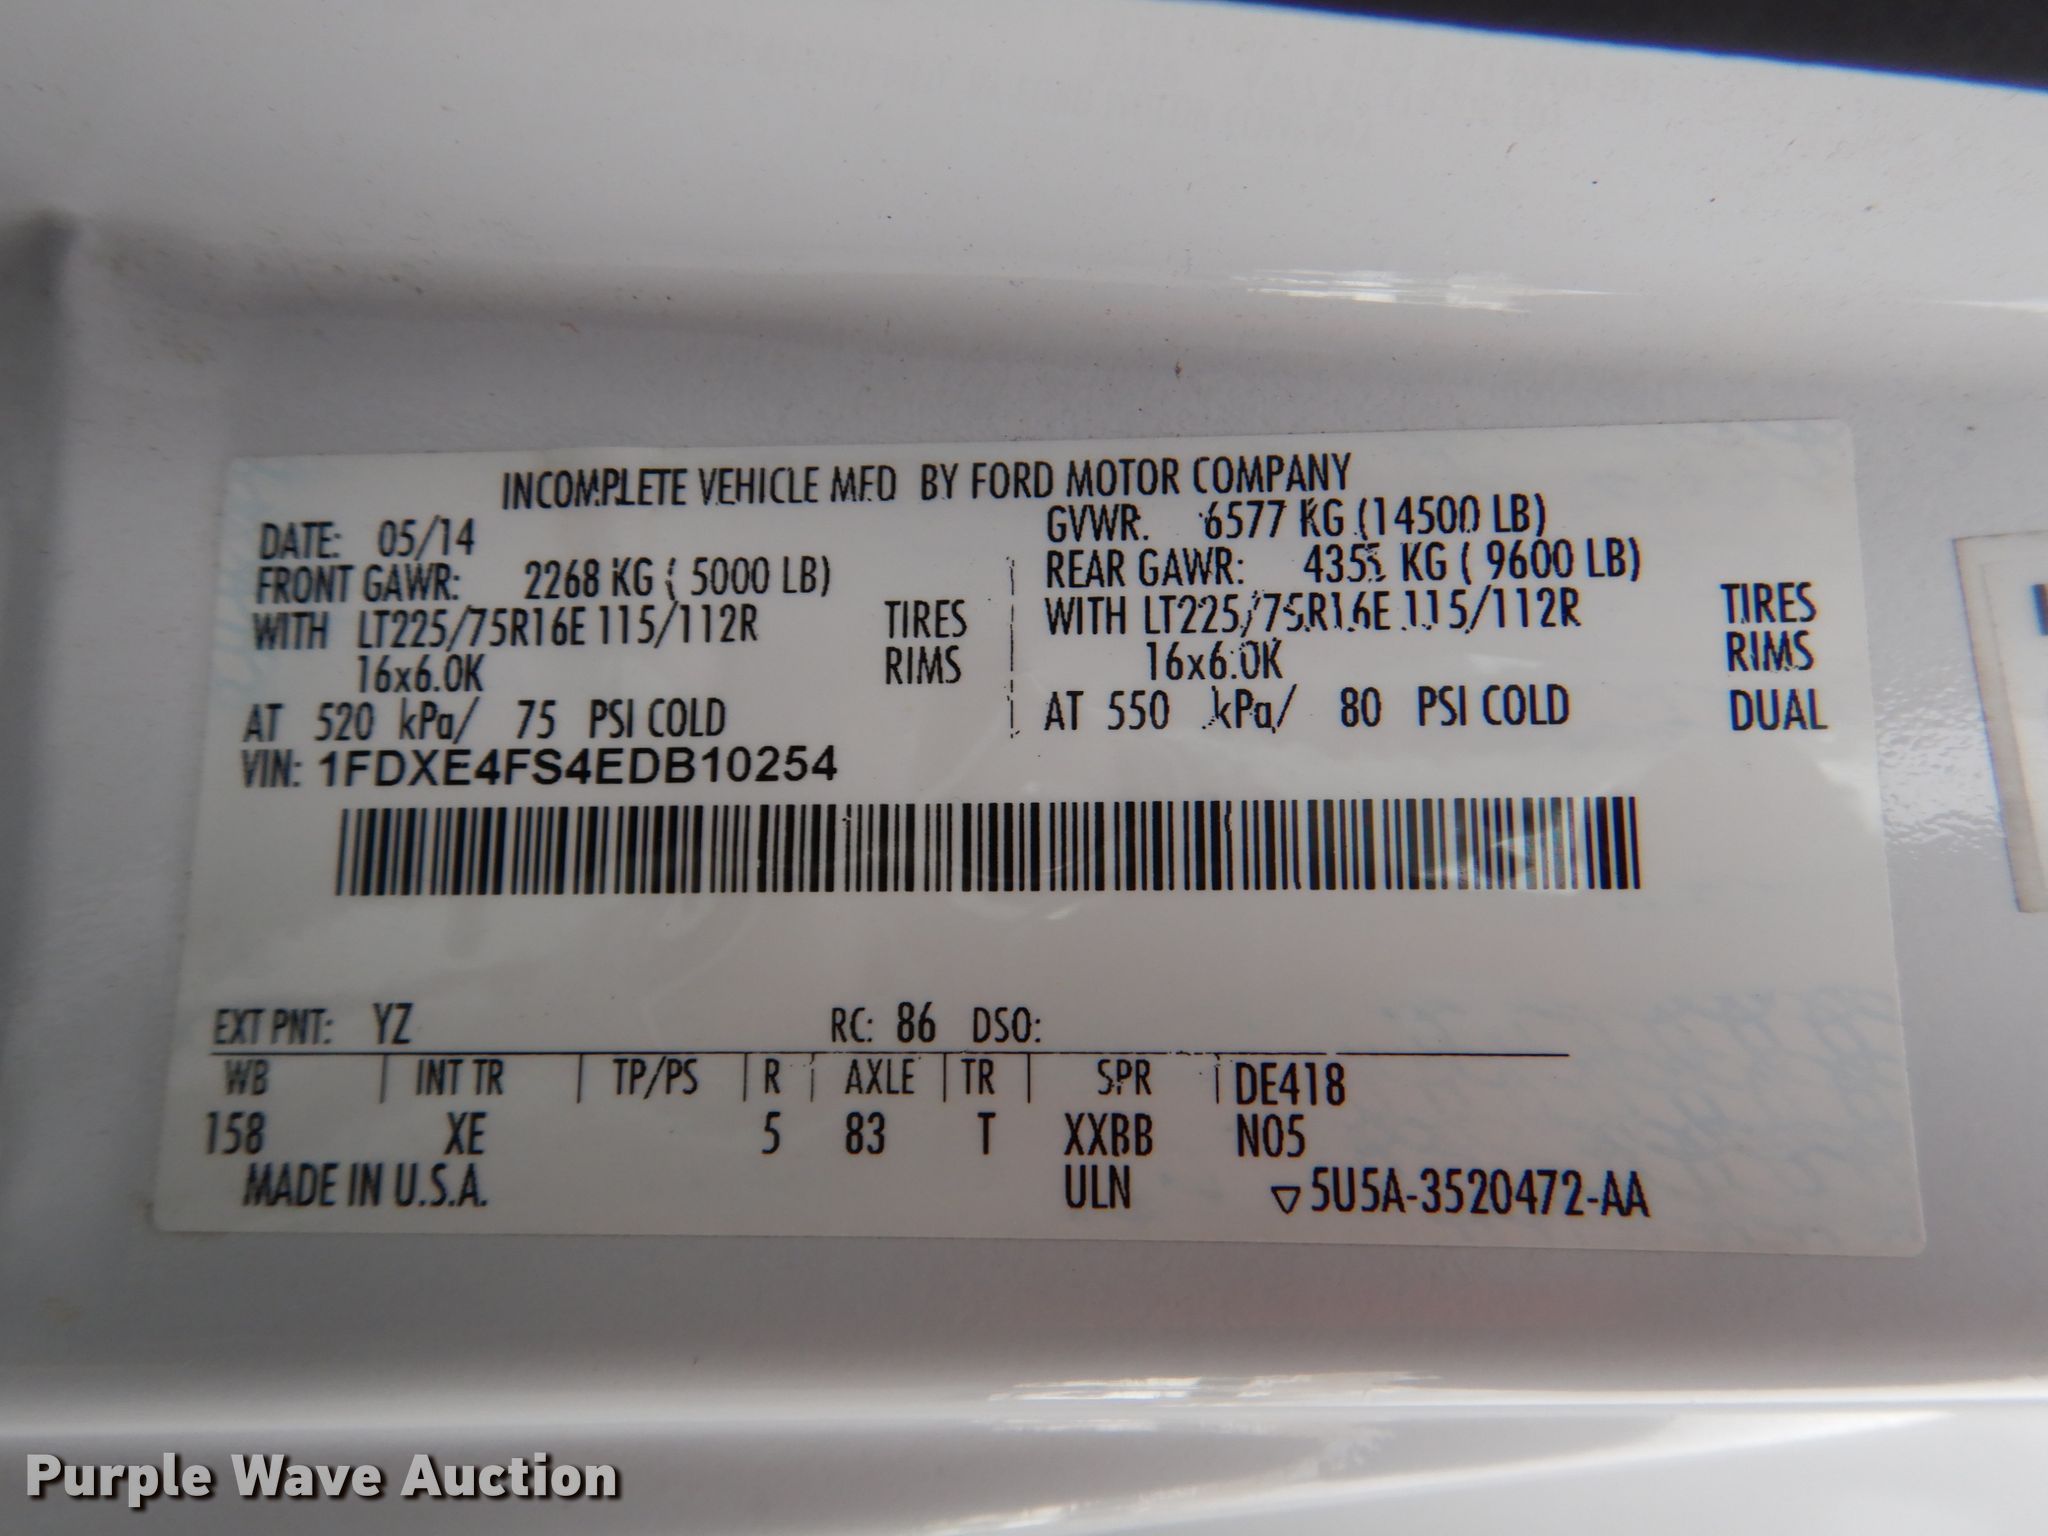 INCOMPLETE VEHICLE MFD BY FORD MOTOR COMPANY
DATE: 05/14
GVWR. 6577 KG (14500 LB)
FRONT GAWR: 2268 KG ( 5000 LB)
REAR GAWR: KG ( 9600 LB)
WITH LT225/75R16E 115/112R TIRES
WITH LT225/75R16E 115/112R TIRES
16x6.0K RIMS
16x6.0K RIMS
AT 520 kPa/ 75 PSI COLD
AT 550 kPa/ 80 PSI COLD DUAL
VIN: 1FDXE4FS4EDB10254
EXT PNT: YZ RC: 86 DSO:
WB INT TR TP/PS R AXLE TR SPR DE418
158 XE 5 83 T XXBB N05
MADE IN U.S.A. ULN ▽5U5A-3520472-AA
Purple Wave Auction